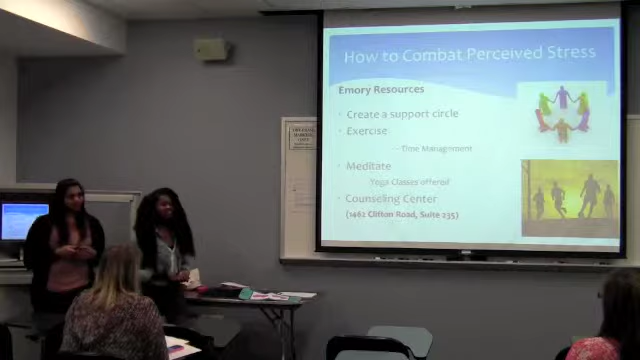 How to Combat Perceived Stress
Emory Resources
Create a support circle
Exercise
Time Management
Meditate
Yoga Classes offered
Counseling Center
(1462 Clifton Road, Suite 235)